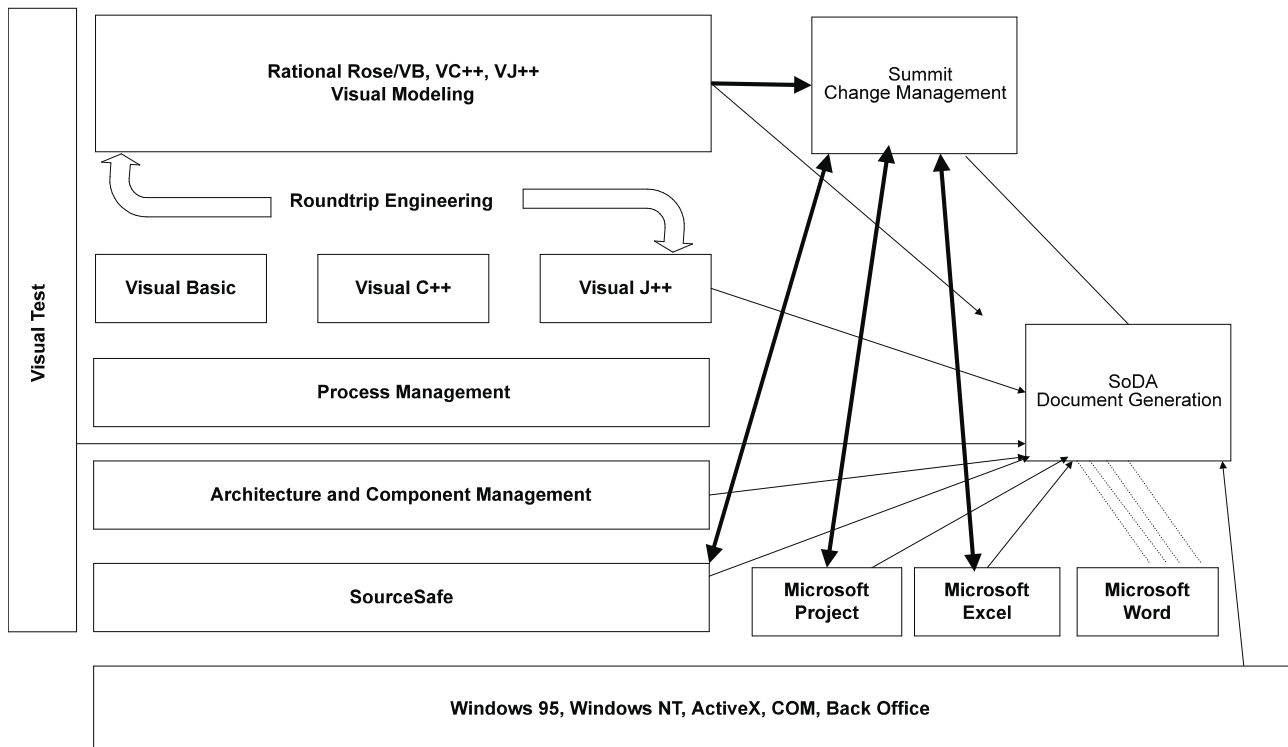 Visual Test
Rational Rose/VB, VC++, VJ++
Visual Modeling
Summit
Change Management
Roundtrip Engineering
Visual Basic
Visual C++
Visual J++
Process Management
SoDA
Document Generation
Architecture and Component Management
SourceSafe
Microsoft
Project
Microsoft
Excel
Microsoft
Word
Windows 95, Windows NT, ActiveX, COM, Back Office